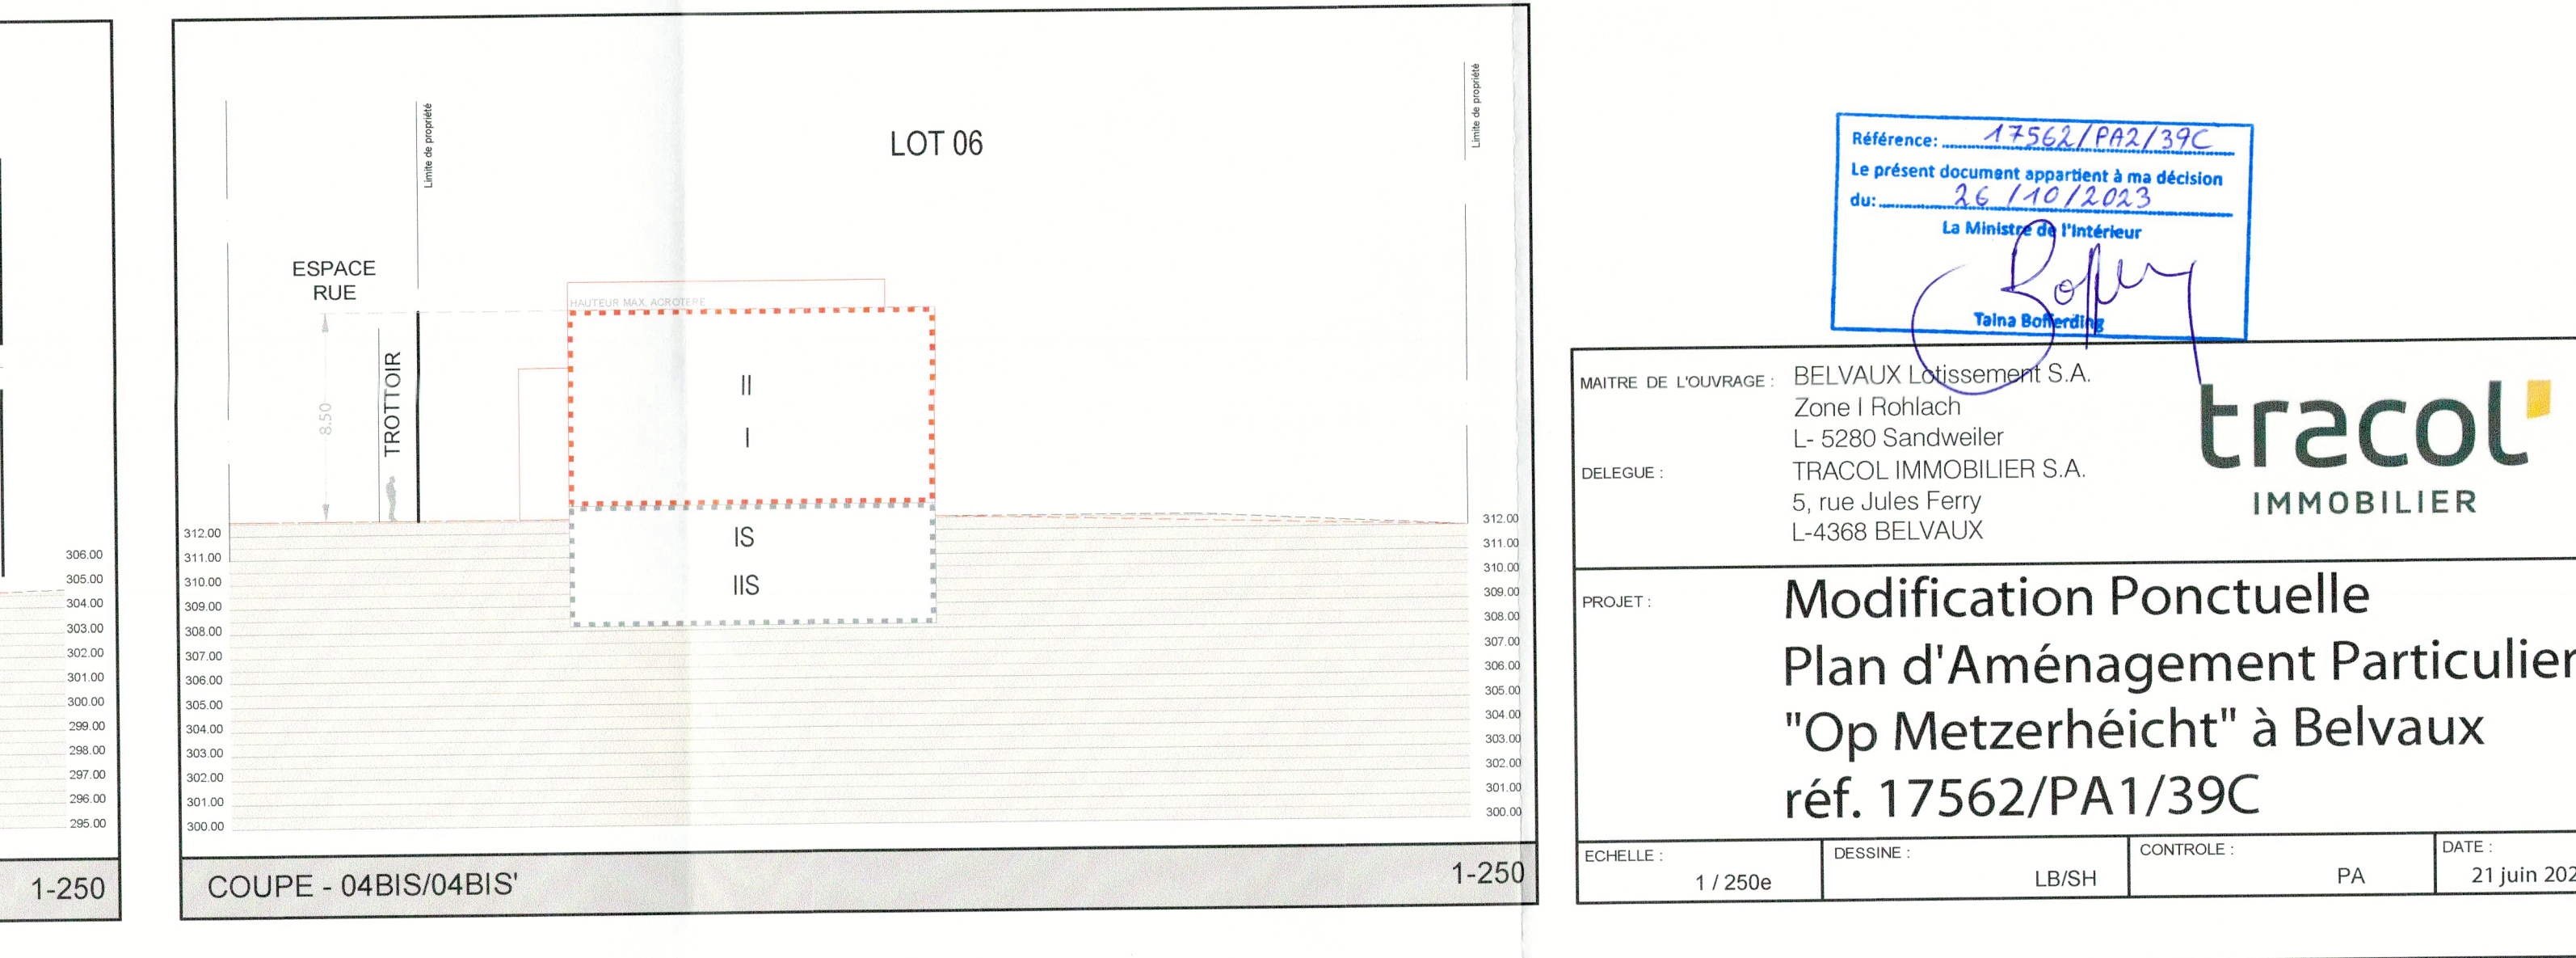 306.00
305.00
304.00
303.00
302.00
301.00
300.00
299.00
298.00
297.00
296.00
295.00
1-250
LOT 06
Limite de propriété
Limite de propriété
ESPACE
RUE
HAUTEUR MAX. ACROTERE
8.50
TROTTOIR
II
I
IS
IIS
312.00
311.00
310.00
309.00
308.00
307.00
306.00
305.00
304.00
303.00
302.00
301.00
300.00
312.00
311.00
310.00
309.00
308.00
307.00
306.00
305.00
304.00
303.00
302.00
301.00
300.00
COUPE - 04BIS/04BIS'
1-250
Référence: 17562/PA2/39C
Le présent document appartient à ma décision
du: 26/10/2023
La Ministre de l'Intérieur
Taina Bofferding
MAITRE DE L'OUVRAGE : BELVAUX Lotissement S.A.
Zone I Rohlach
L- 5280 Sandweiler
DELEGUE : TRACOL IMMOBILIER S.A.
5, rue Jules Ferry
L-4368 BELVAUX
tracol'
IMMOBILIER
PROJET : Modification Ponctuelle
Plan d'Aménagement Particulier
"Op Metzerhéicht" à Belvaux
réf. 17562/PA1/39C
ECHELLE : 1 / 250e
DESSINE : LB/SH
CONTROLE : PA
DATE : 21 juin 202